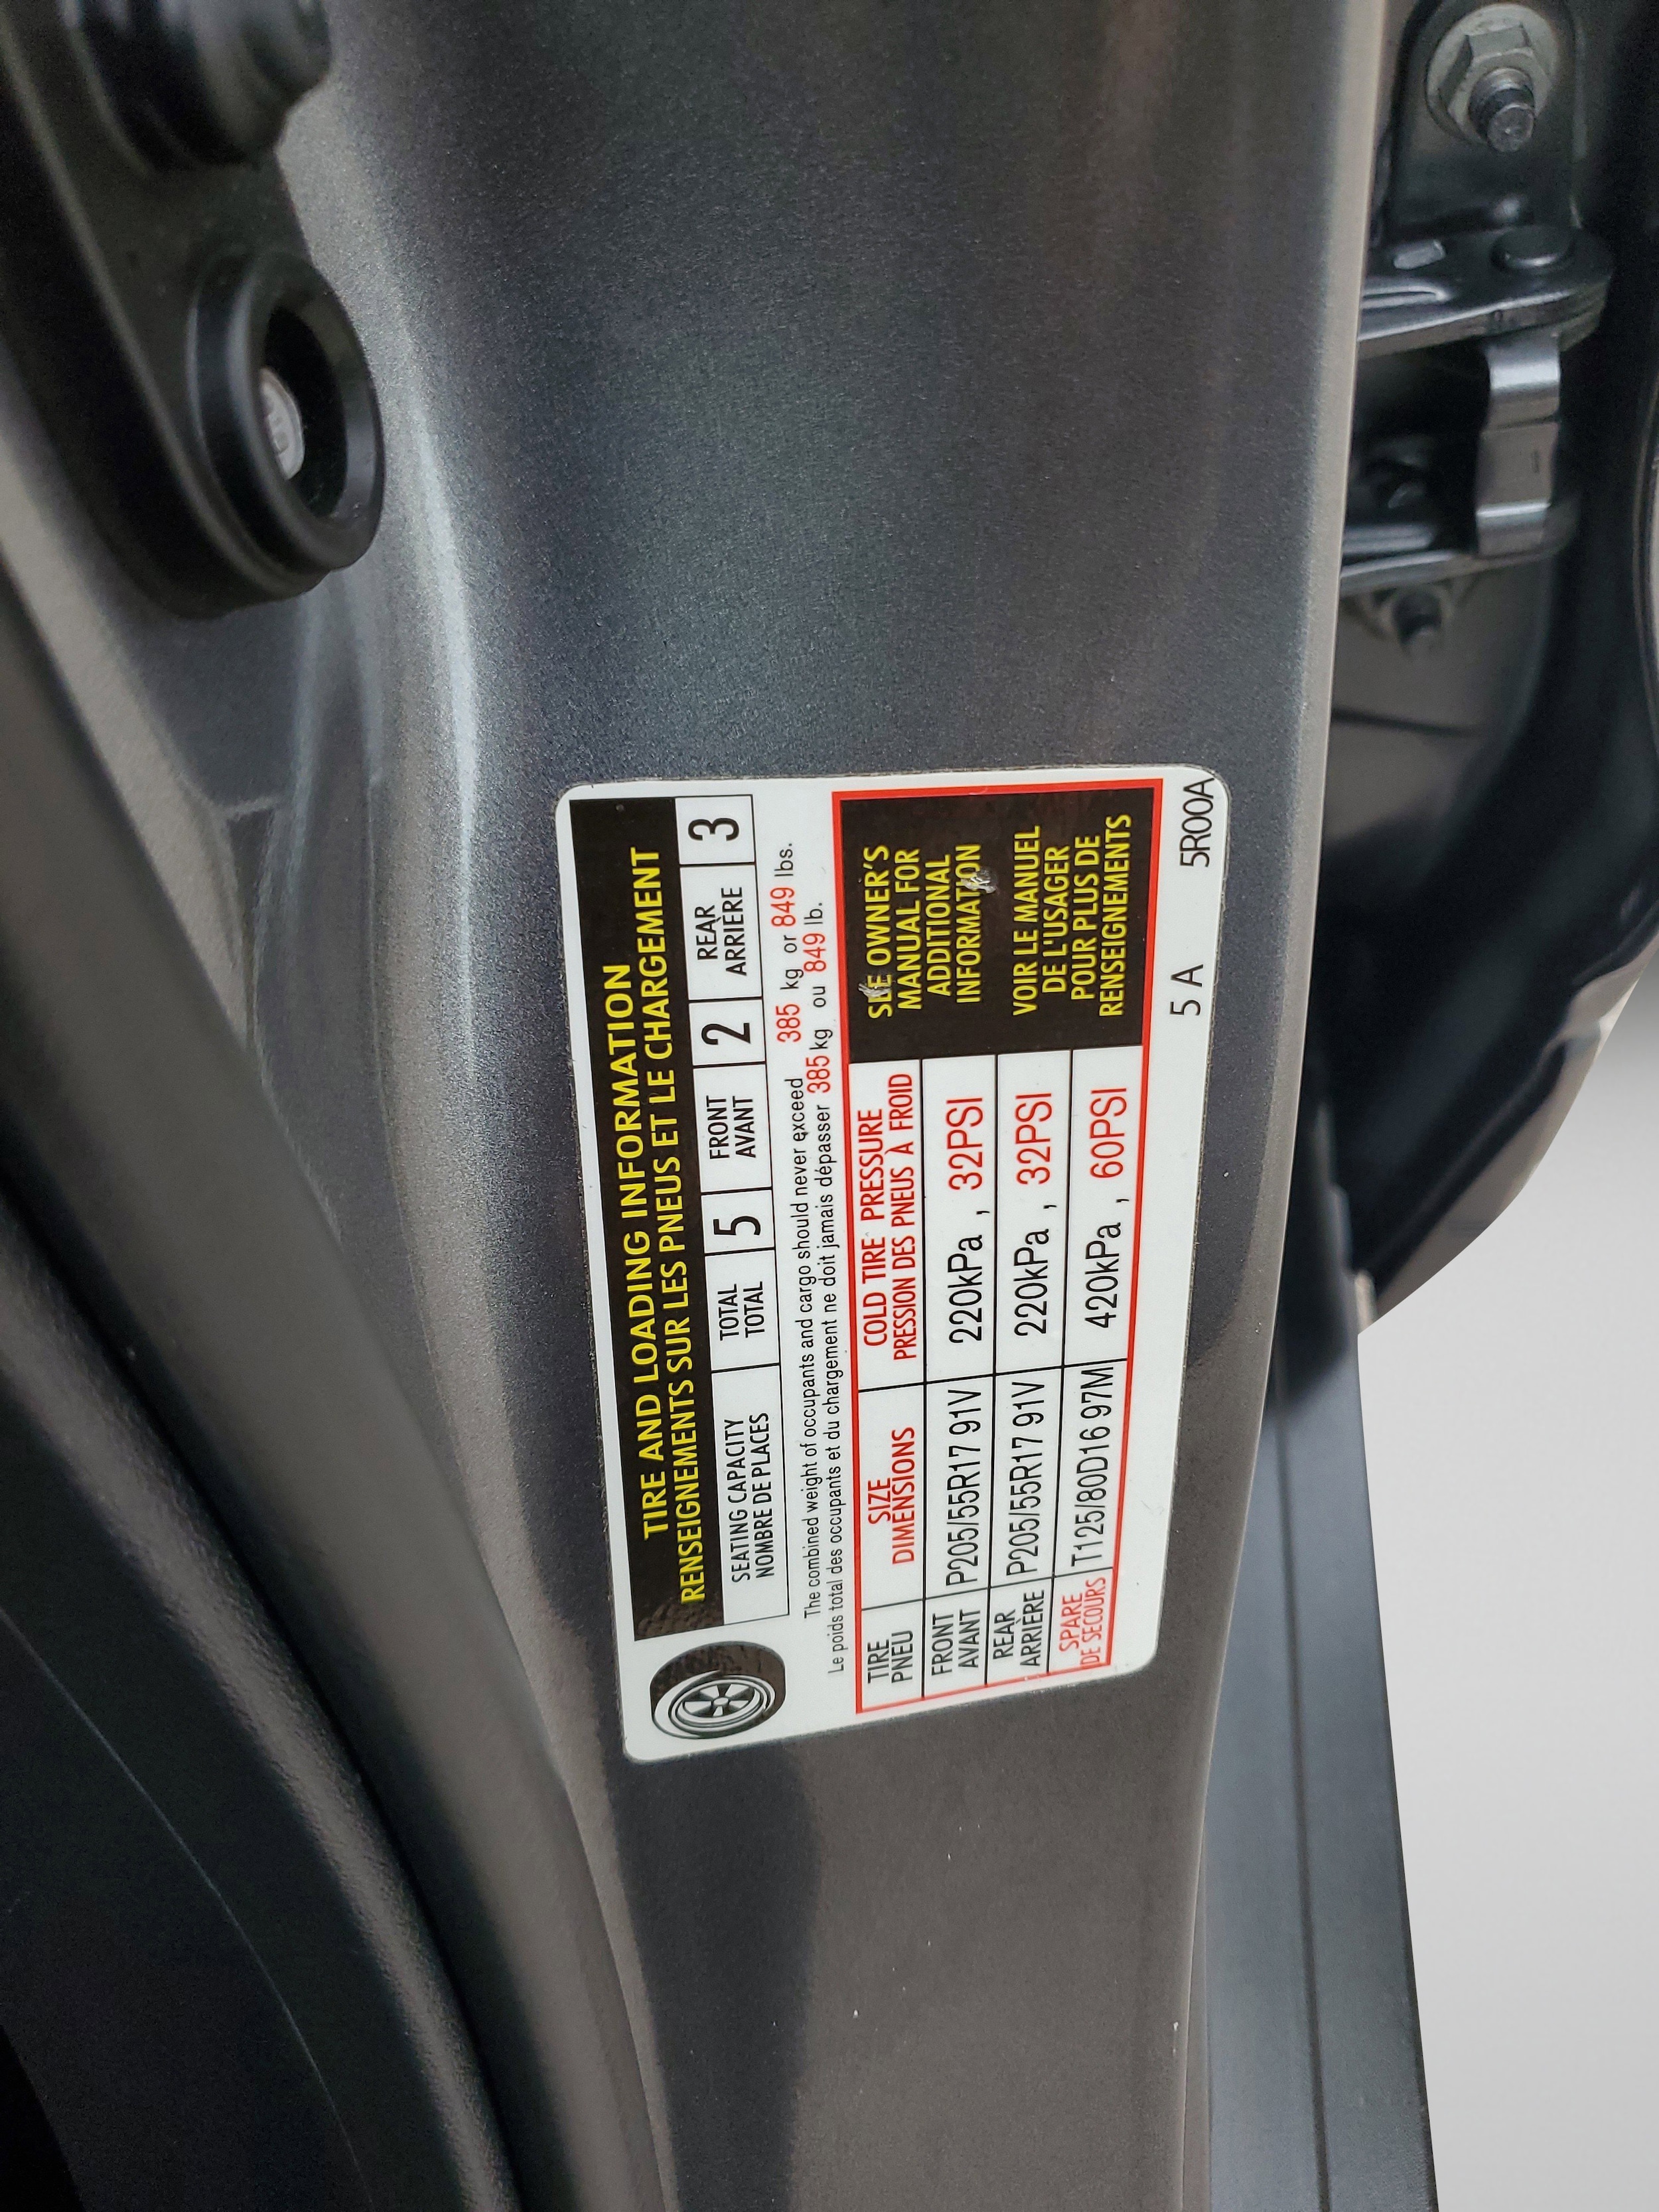 TIRE AND LOADING INFORMATION
RENSEIGNEMENTS SUR LES PNEUS ET LE CHARGEMENT
SEATING CAPACITY TOTAL 5 FRONT 2 REAR 3
NOMBRE DE PLACES TOTAL AVANT ARRIÈRE
The combined weight of occupants and cargo should never exceed 385 kg or 849 lbs.
Le poids total des occupants et du chargement ne doit jamais dépasser 385 kg ou 849 lb.
TIRE SIZE COLD TIRE PRESSURE
PNEU DIMENSIONS PRESSION DES PNEUS À FROID
FRONT
AVANT
P205/55R17 91V 220kPa , 32PSI
REAR
ARRIÈRE
P205/55R17 91V 220kPa , 32PSI
SPARE
DE SECOURS
T125/80D16 97M 420kPa , 60PSI
SEE OWNER'S
MANUAL FOR
ADDITIONAL
INFORMATION
VOIR LE MANUEL
DE L'USAGER
POUR PLUS DE
RENSEIGNEMENTS
5 A 5R00A